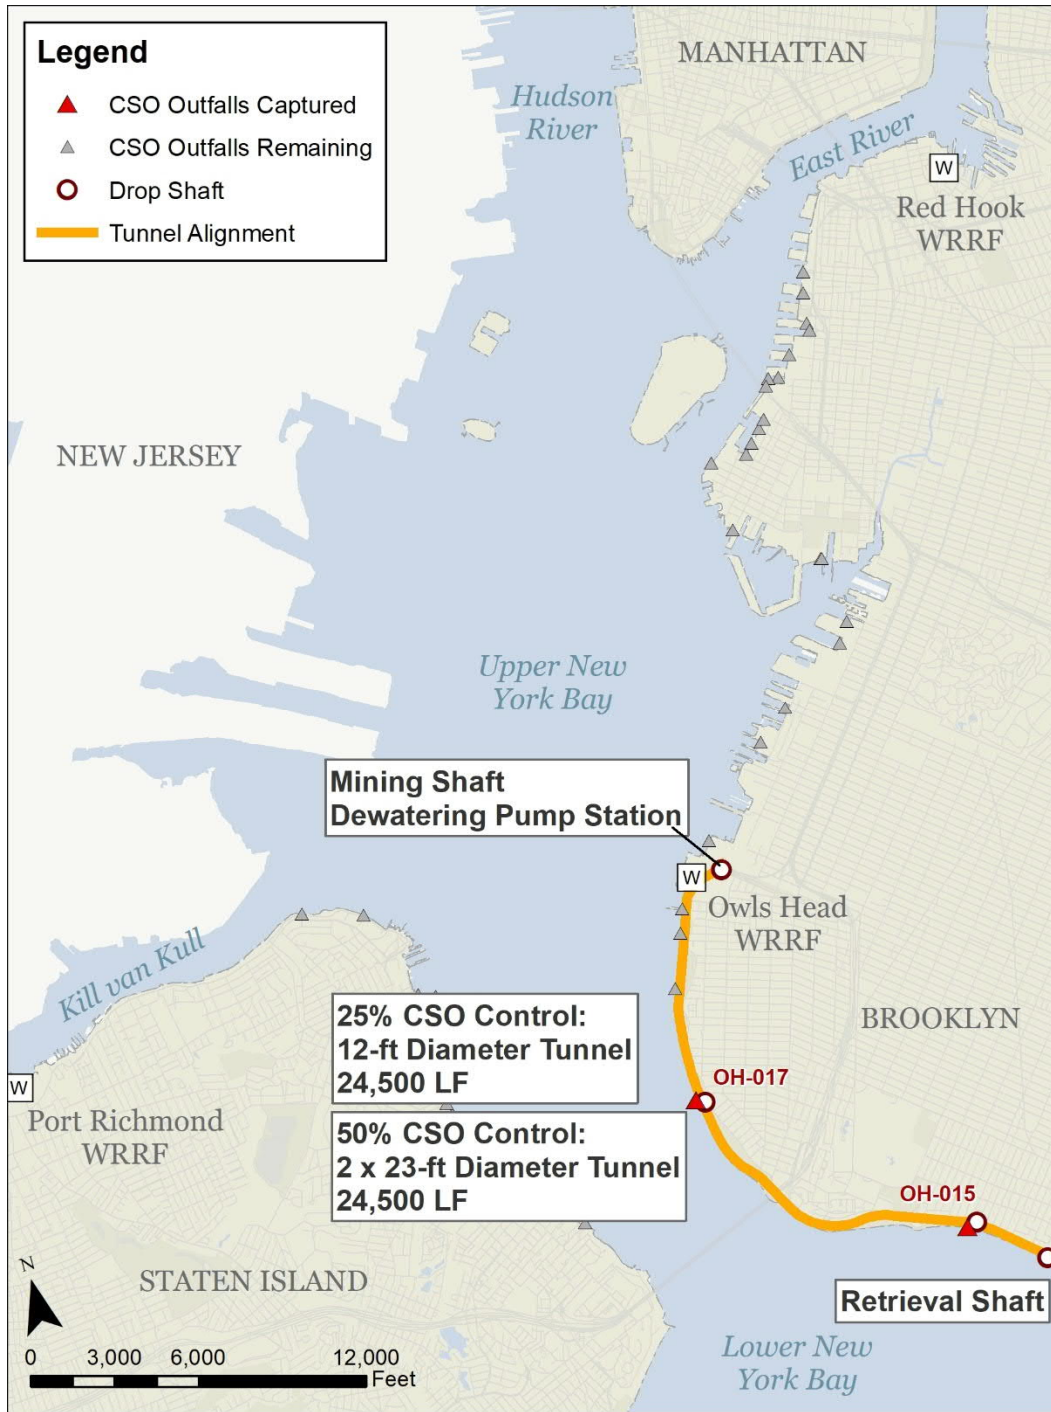 Legend
CSO Outfalls Captured
CSO Outfalls Remaining
Drop Shaft
Tunnel Alignment
MANHATTAN
Hudson
River
East River
W
Red Hook
WRRF
NEW JERSEY
Upper New
York Bay
Mining Shaft
Dewatering Pump Station
W
Owls Head
WRRF
Kill van Kull
25% CSO Control:
12-ft Diameter Tunnel
24,500 LF
BROOKLYN
W
OH-017
Port Richmond
WRRF
50% CSO Control:
2 x 23-ft Diameter Tunnel
24,500 LF
OH-015
N
STATEN ISLAND
Retrieval Shaft
0 3,000 6,000 12,000
Feet
Lower New
York Bay